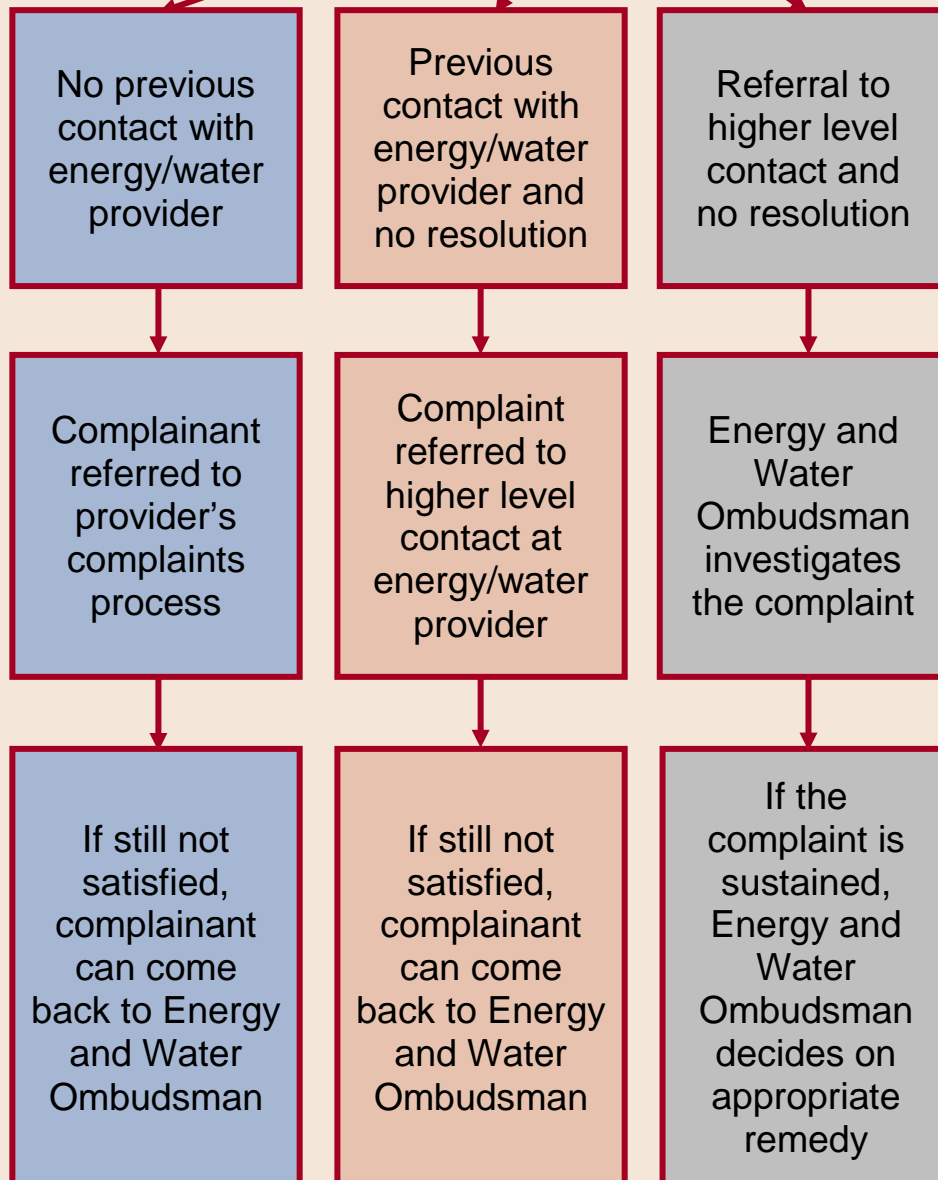 No previous
contact with
energy/water
provider
Previous
contact with
energy/water
provider and
no resolution
Referral to
higher level
contact and
no resolution
Complainant
referred to
provider’s
complaints
process
Complaint
referred to
higher level
contact at
energy/water
provider
Energy and
Water
Ombudsman
investigates
the complaint
If still not
satisfied,
complainant
can come
back to Energy
and Water
Ombudsman
If still not
satisfied,
complainant
can come
back to Energy
and Water
Ombudsman
If the
complaint is
sustained,
Energy and
Water
Ombudsman
decides on
appropriate
remedy